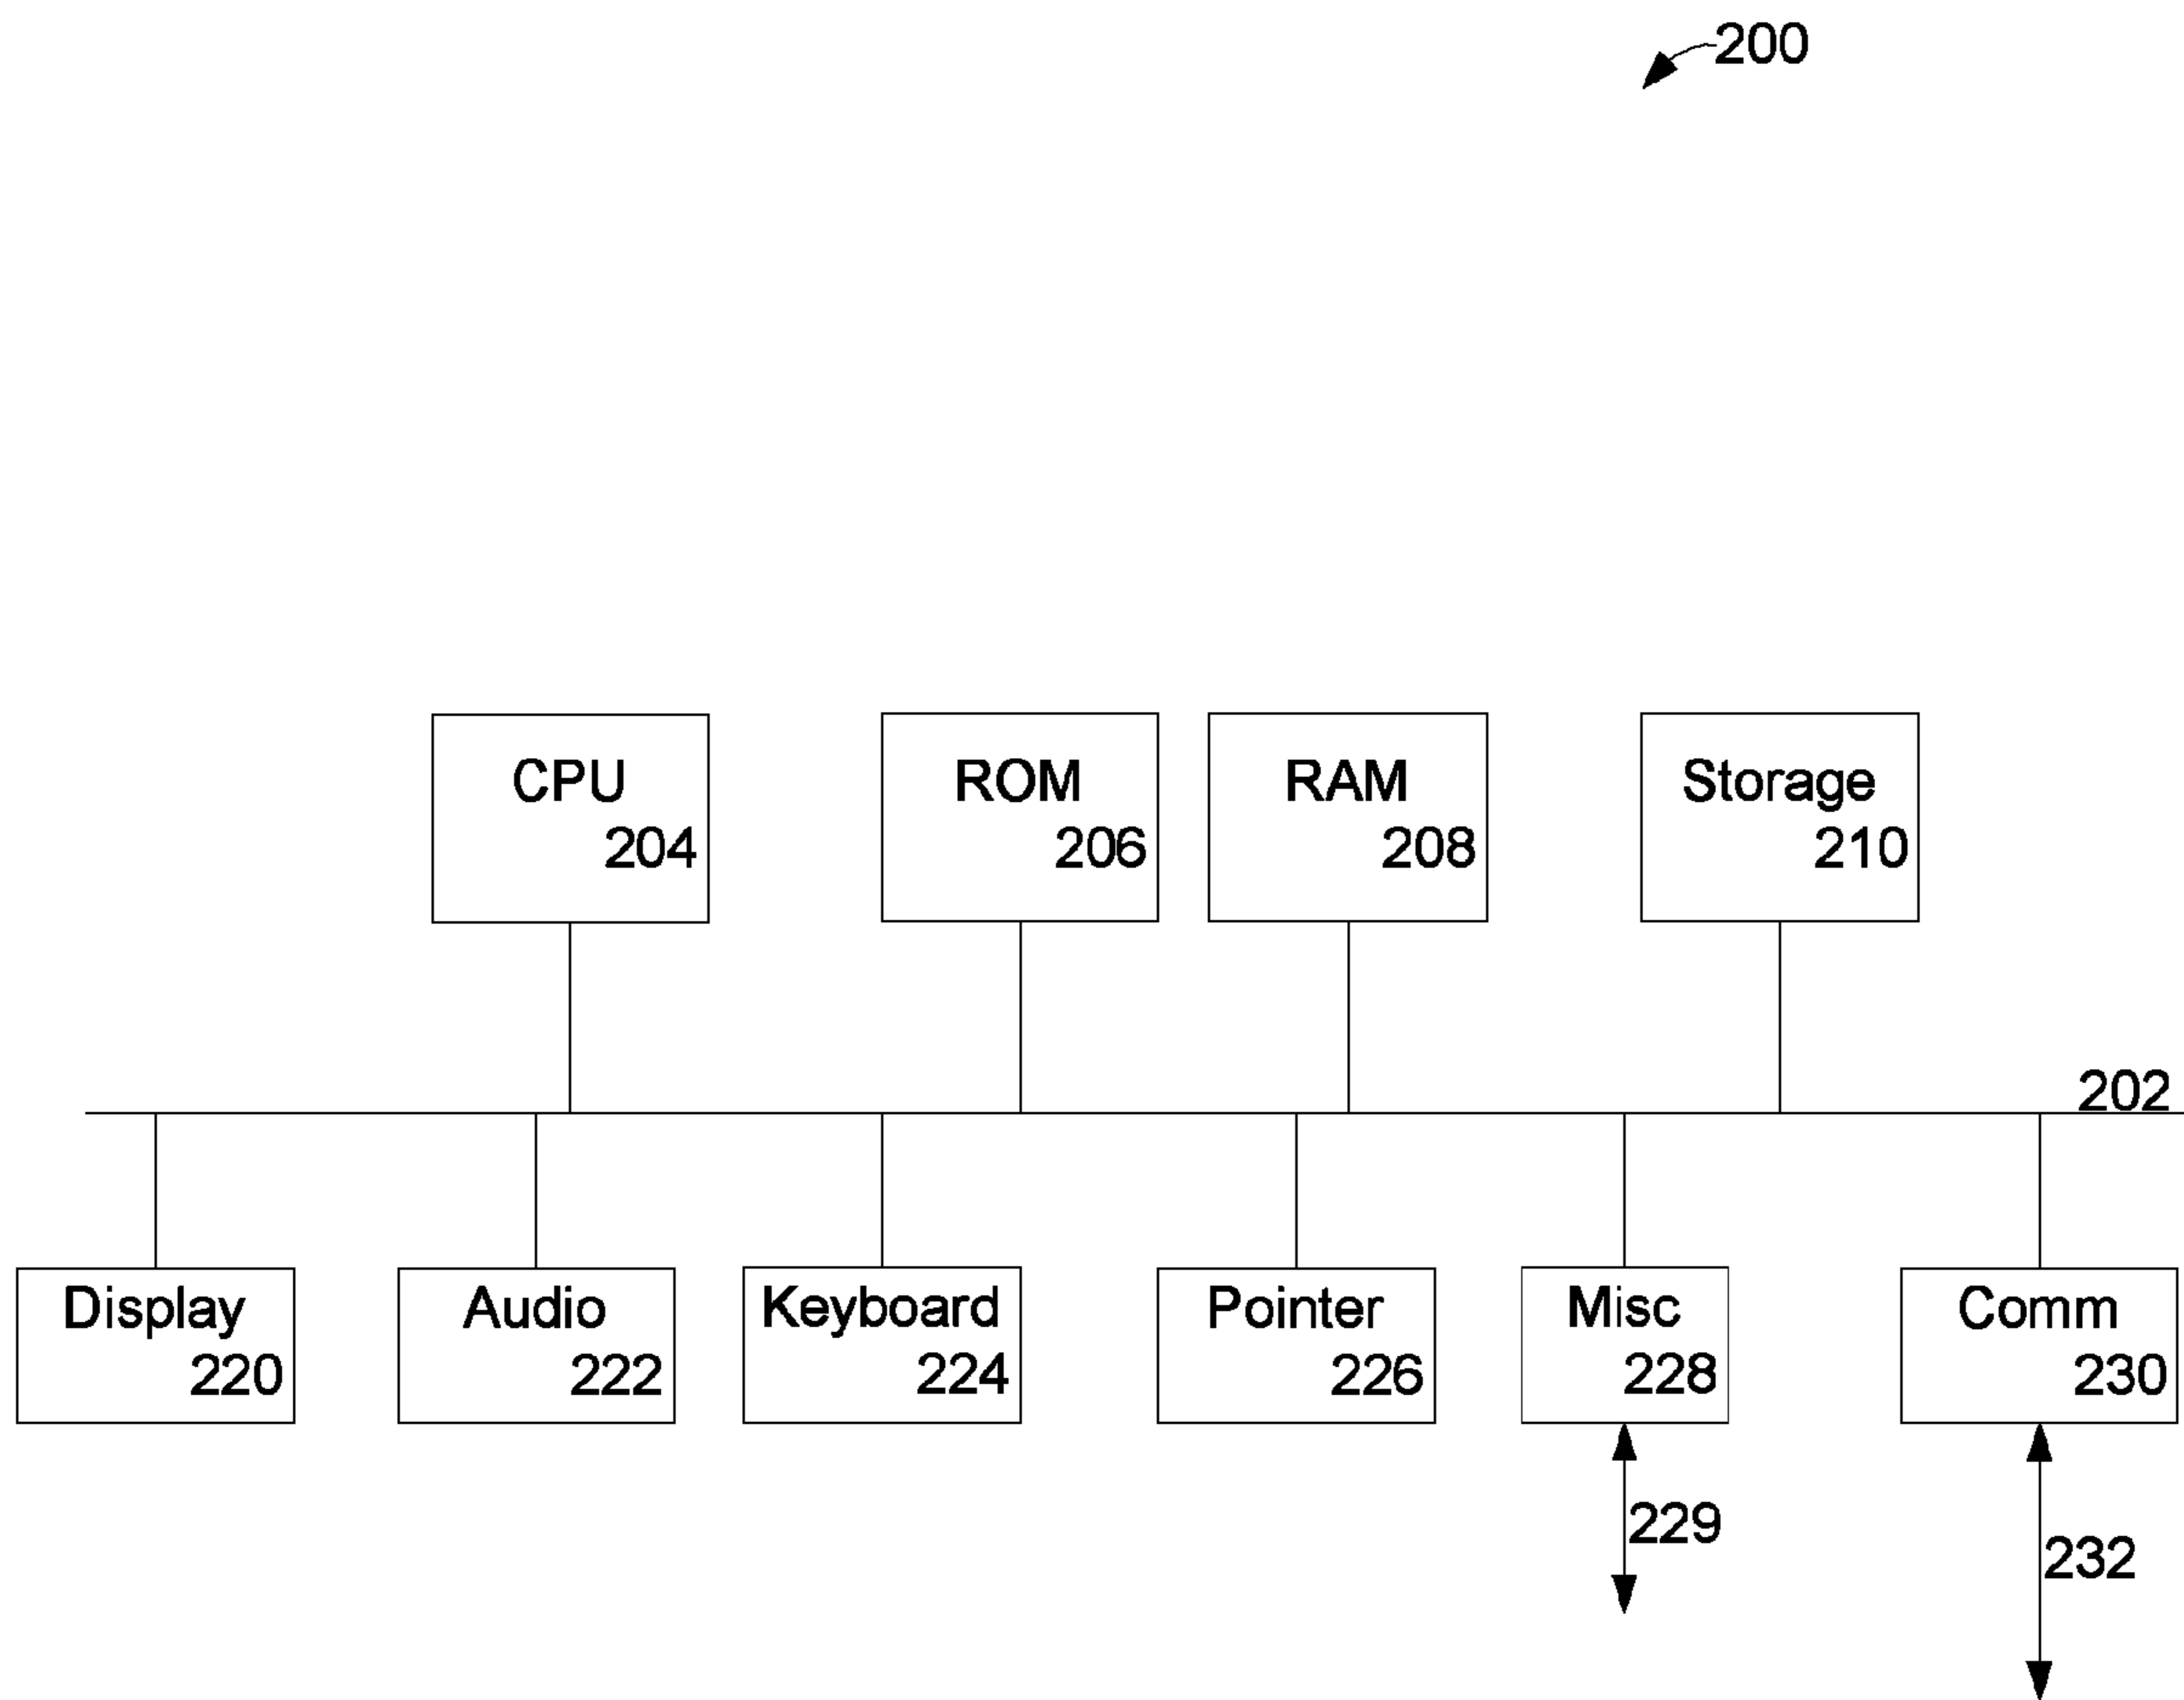 200
CPU
204
ROM
206
RAM
208
Storage
210
202
Display
220
Audio
222
Keyboard
224
Pointer
226
Misc
228
Comm
230
229
232